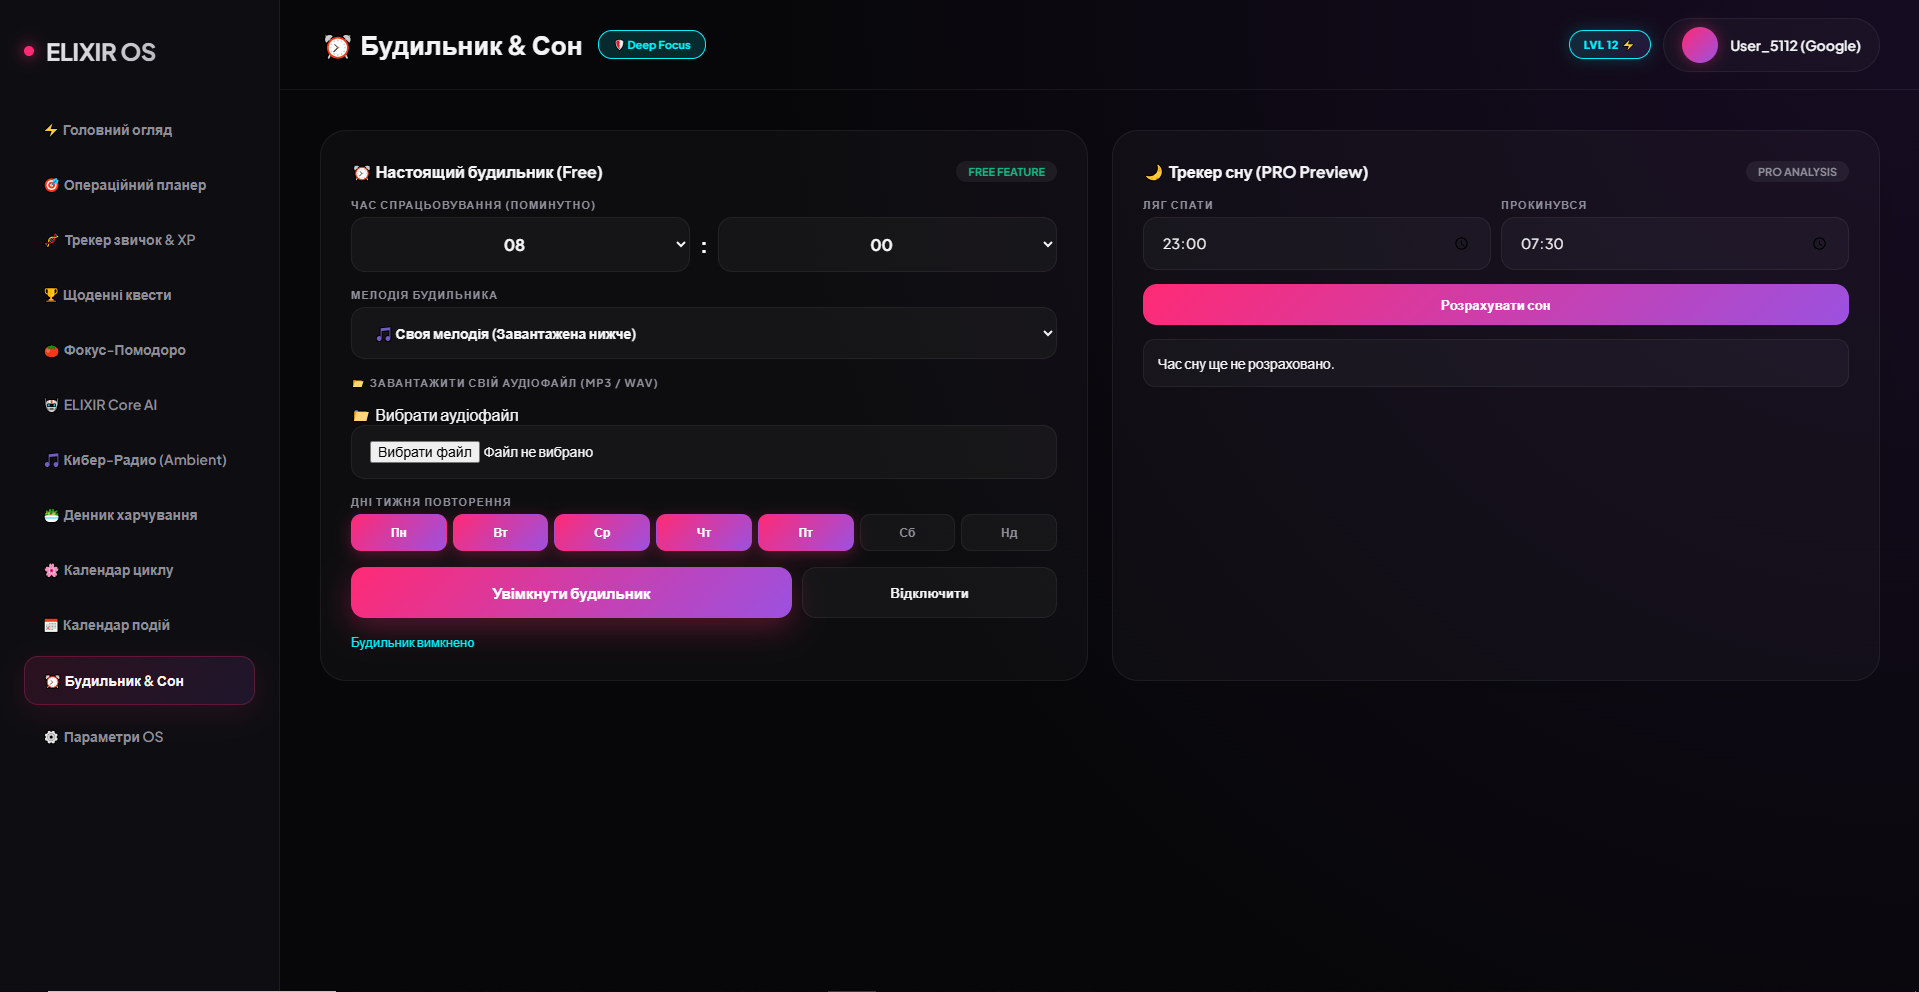 ELIXIR OS
⏰ Будильник & Сон
Deep Focus
LVL 12 ⚡
User_5112 (Google)
⚡ Головний огляд
🎯 Операційний планер
Трекер звичок & XP
🏆 Щоденні квести
🍅 Фокус-Помодоро
ELIXIR Core AI
🎵 Кибер-Радио (Ambient)
🥗 Денник харчування
🌸 Календар циклу
📅 Календар подій
⏰ Будильник & Сон
⚙️ Параметри OS
⏰ Настоящий будильник (Free)
FREE FEATURE
ЧАС СПРАЦЬОВУВАННЯ (ПОМИНУТНО)
08 : 00
МЕЛОДІЯ БУДИЛЬНИКА
🎵 Своя мелодія (Завантажена нижче)
📁 ЗАВАНТАЖИТИ СВІЙ АУДІОФАЙЛ (MP3 / WAV)
📁 Вибрати аудіофайл
Вибрати файл Файл не вибрано
ДНІ ТИЖНЯ ПОВТОРЕННЯ
Пн Вт Ср Чт Пт Сб Нд
Увімкнути будильник
Відключити
Будильник вимкнено
🌙 Трекер сну (PRO Preview)
PRO ANALYSIS
ЛЯГ СПАТИ
ПРОКИНУВСЯ
23:00
07:30
Розрахувати сон
Час сну ще не розраховано.